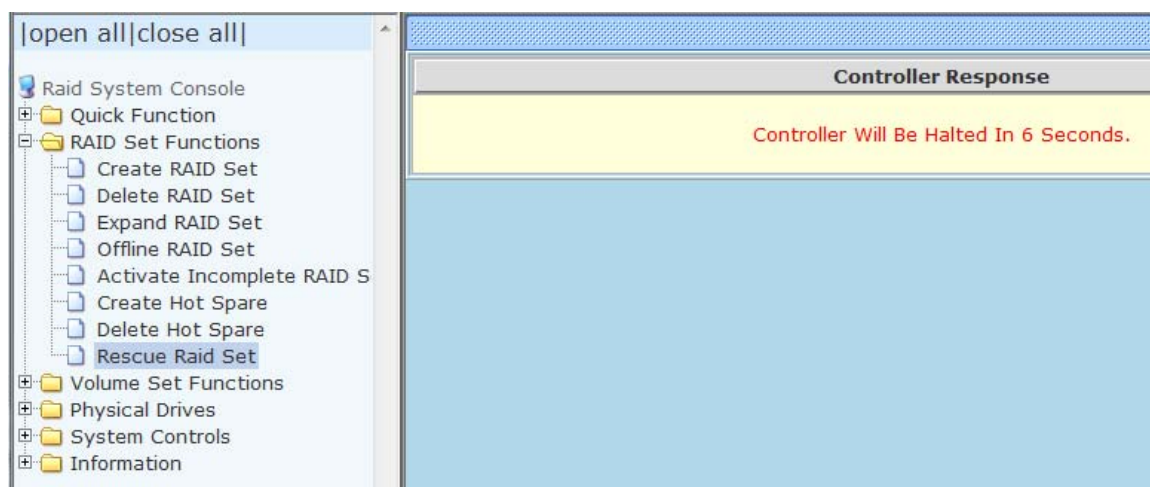 |open all|close all|
Raid System Console
Quick Function
RAID Set Functions
Create RAID Set
Delete RAID Set
Expand RAID Set
Offline RAID Set
Activate Incomplete RAID S
Create Hot Spare
Delete Hot Spare
Rescue Raid Set
Volume Set Functions
Physical Drives
System Controls
Information
Controller Response
Controller Will Be Halted In 6 Seconds.